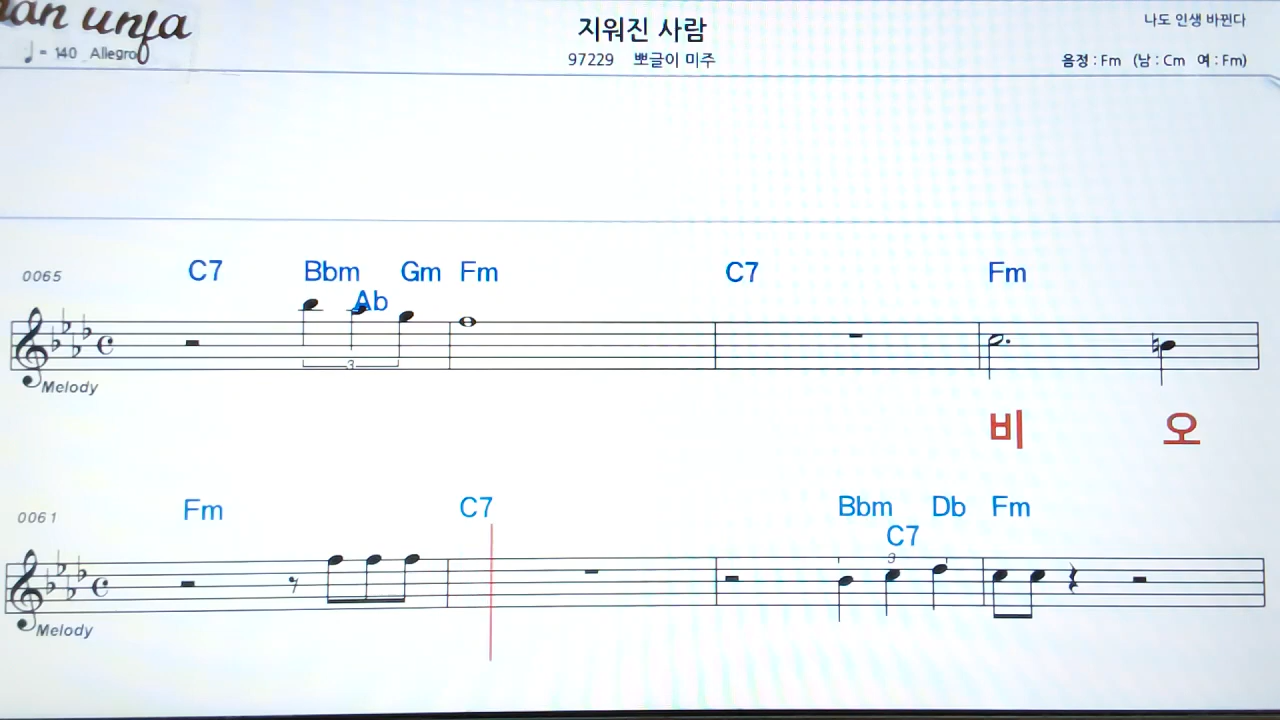 지워진 사람
나도 인생 바뀐다
♩= 140 Allegro
97229 뽀글이 미주
음정 : Fm (남 : Cm 여 : Fm)
0065
C7 Bbm Ab Gm Fm C7 Fm
3
Melody
비 오
0061
Fm C7 Bbm C7 Db Fm
3
Melody